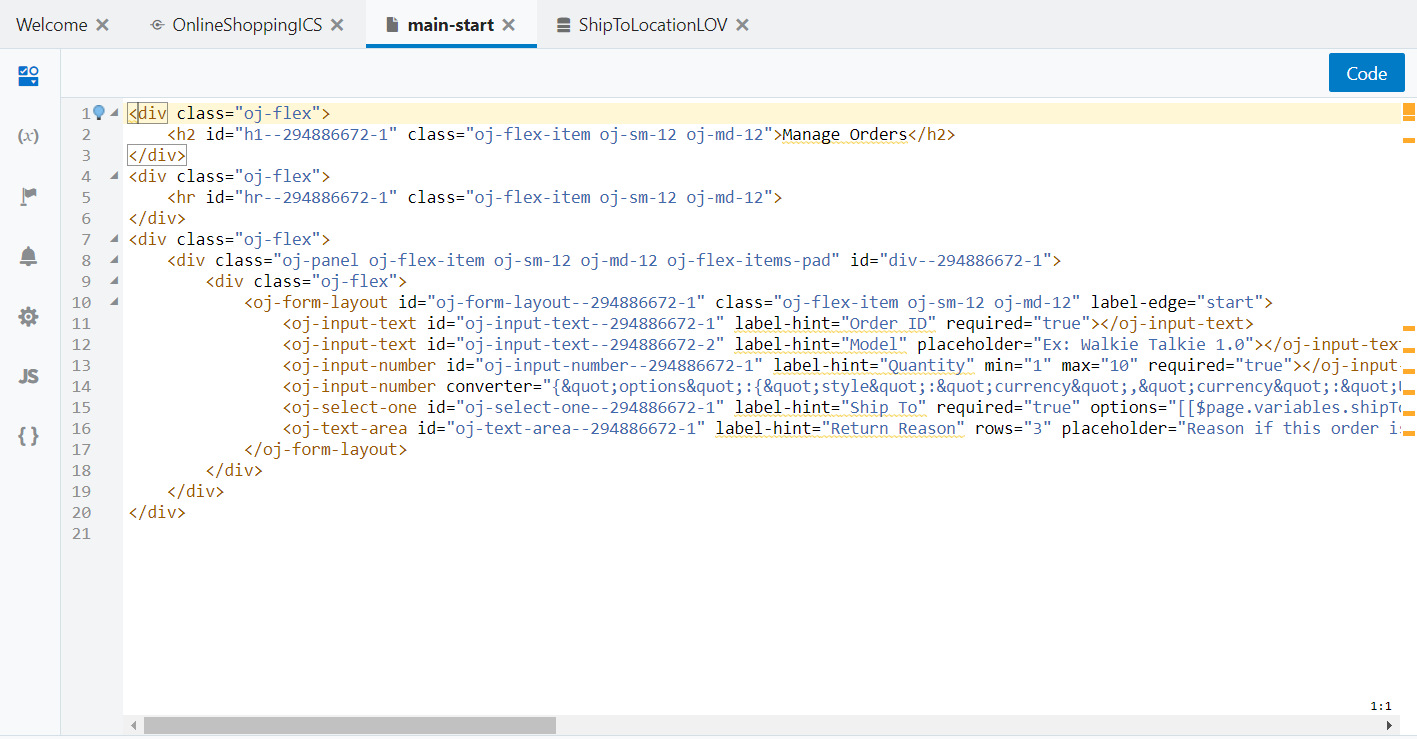 Welcome × OnlineShoppingICS × main-start × ShipToLocationLOV ×
Code
(x)
JS
{ }
1 <div class="oj-flex">
2 <h2 id="h1--294886672-1" class="oj-flex-item oj-sm-12 oj-md-12">Manage Orders</h2>
3 </div>
4 <div class="oj-flex">
5 <hr id="hr--294886672-1" class="oj-flex-item oj-sm-12 oj-md-12">
6 </div>
7 <div class="oj-flex">
8 <div class="oj-panel oj-flex-item oj-sm-12 oj-md-12 oj-flex-items-pad" id="div--294886672-1">
9 <div class="oj-flex">
10 <oj-form-layout id="oj-form-layout--294886672-1" class="oj-flex-item oj-sm-12 oj-md-12" label-edge="start">
11 <oj-input-text id="oj-input-text--294886672-1" label-hint="Order ID" required="true"></oj-input-text>
12 <oj-input-text id="oj-input-text--294886672-2" label-hint="Model" placeholder="Ex: Walkie Talkie 1.0"></oj-input-tex
13 <oj-input-number id="oj-input-number--294886672-1" label-hint="Quantity" min="1" max="10" required="true"></oj-input-
14 <oj-input-number converter="{&quot;options&quot;:{&quot;style&quot;:&quot;currency&quot;,&quot;currency&quot;:&quot;
15 <oj-select-one id="oj-select-one--294886672-1" label-hint="Ship To" required="true" options="[[$page.variables.shipT
16 <oj-text-area id="oj-text-area--294886672-1" label-hint="Return Reason" rows="3" placeholder="Reason if this order i
17 </oj-form-layout>
18 </div>
19 </div>
20 </div>
21
1:1